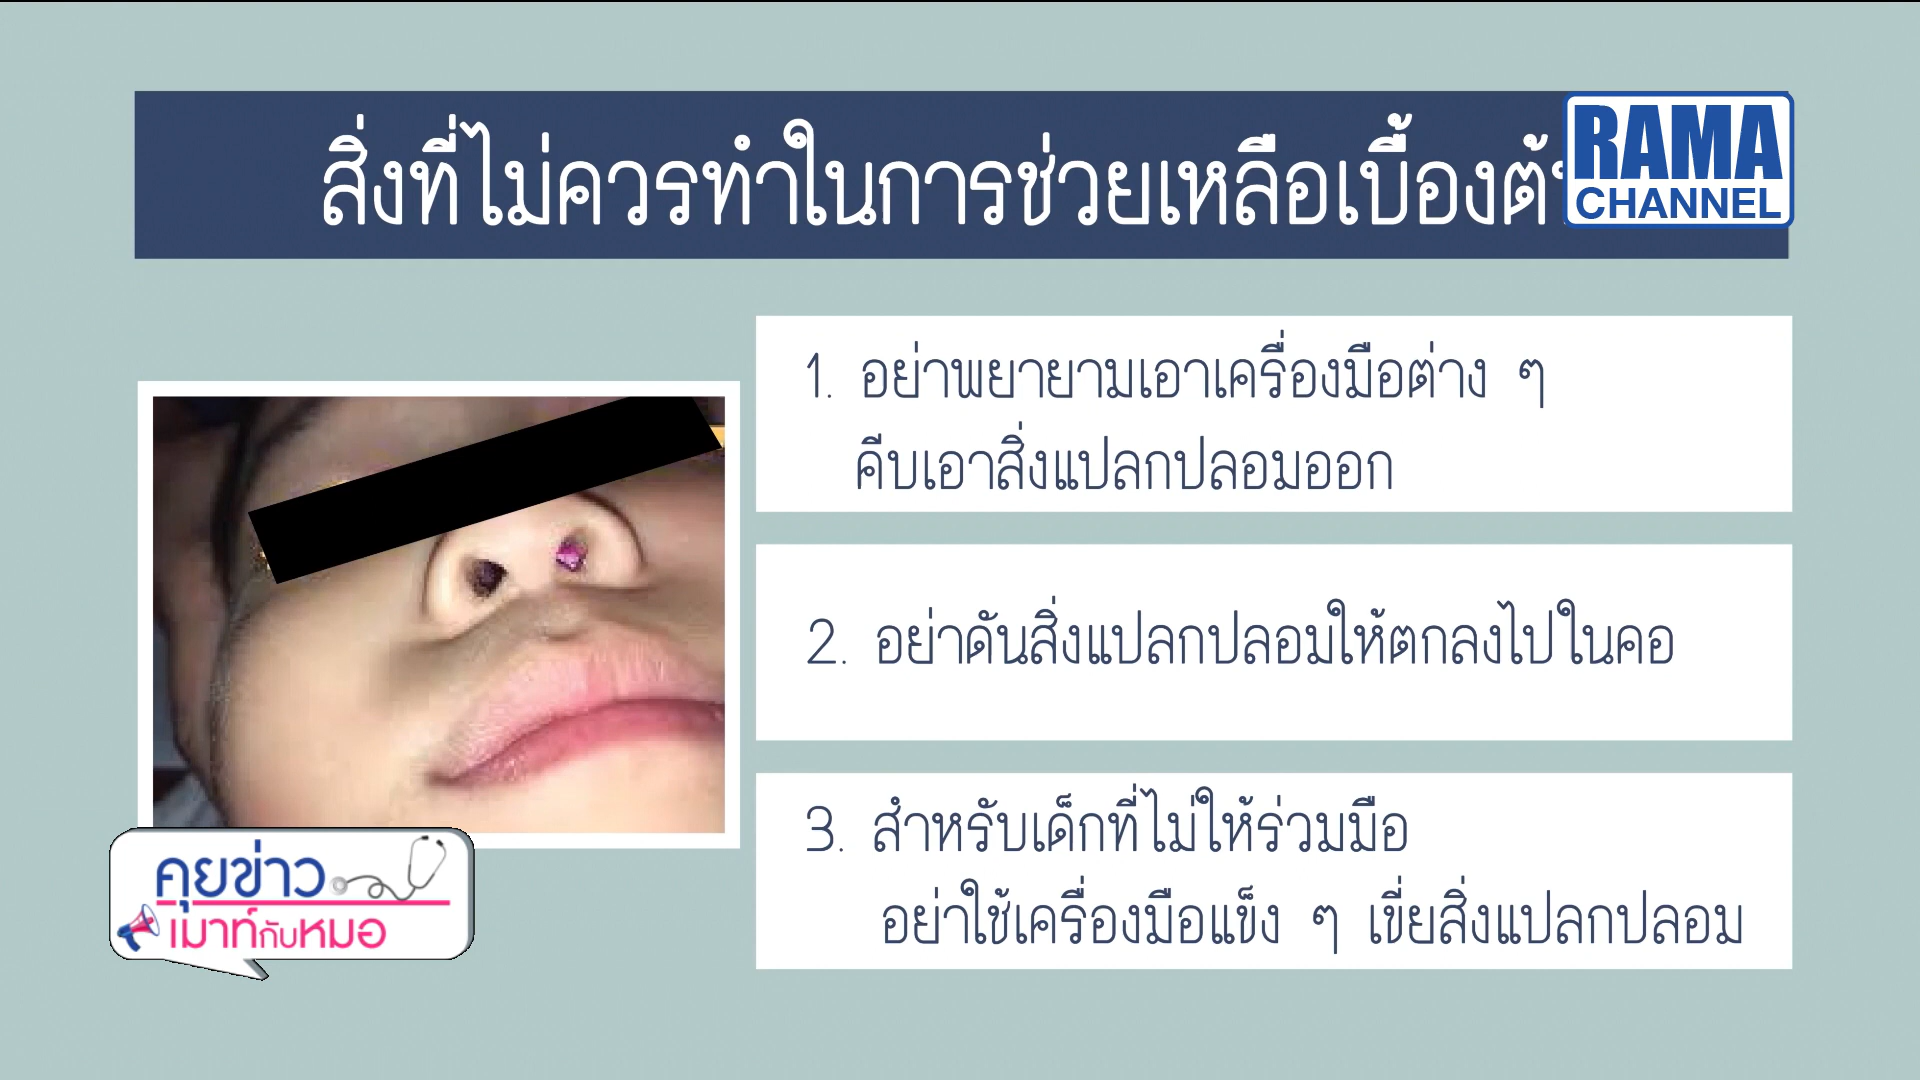 สิ่งที่ไม่ควรทำในการช่วยเหลือเบื้องต้
RAMA
CHANNEL
1. อย่าพยายามเอาเครื่องมือต่าง ๆ
คีบเอาสิ่งแปลกปลอมออก
2. อย่าดันสิ่งแปลกปลอมให้ตกลงไปในคอ
3. สำหรับเด็กที่ไม่ให้ร่วมมือ
อย่าใช้เครื่องมือแข็ง ๆ เขี่ยสิ่งแปลกปลอม
คุยข่าว
เมาท์กับหมอ